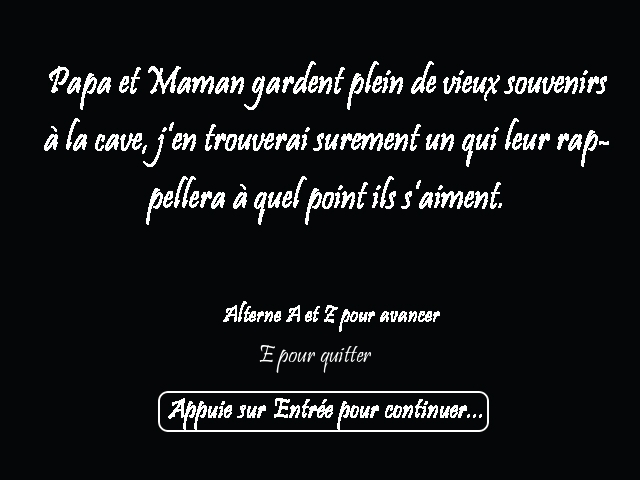 Papa et Maman gardent plein de vieux souvenirs
à la cave, j'en trouverai surement un qui leur rap-
pellera à quel point ils s'aiment.
Alterne A et Z pour avancer
E pour quitter
Appuie sur Entrée pour continuer...